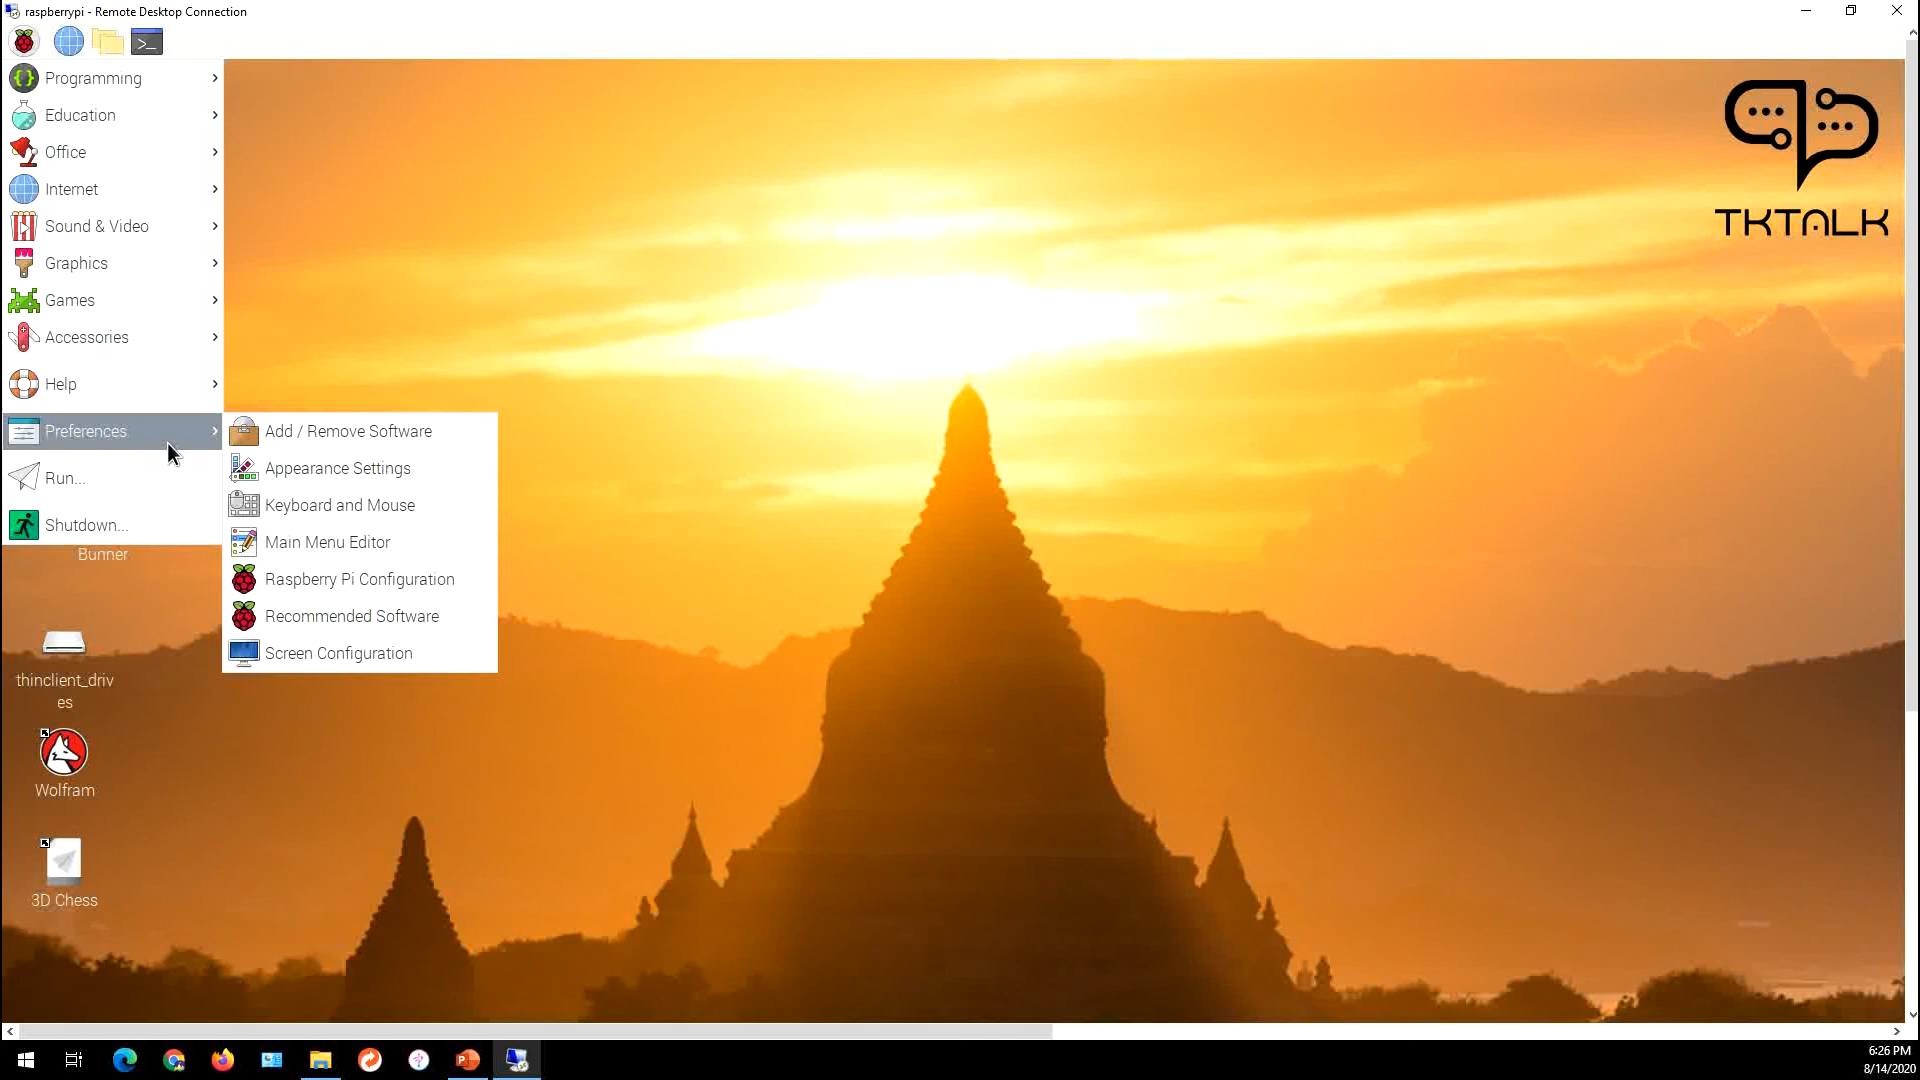 raspberrypi - Remote Desktop Connection
Programming
Education
Office
Internet
Sound & Video
Graphics
Games
Accessories
Help
Preferences
Run...
Shutdown...
Add / Remove Software
Appearance Settings
Keyboard and Mouse
Main Menu Editor
Raspberry Pi Configuration
Recommended Software
Screen Configuration
Bunner
thinclient_driv
es
Wolfram
3D Chess
TKTALK
6:26 PM
8/14/2020